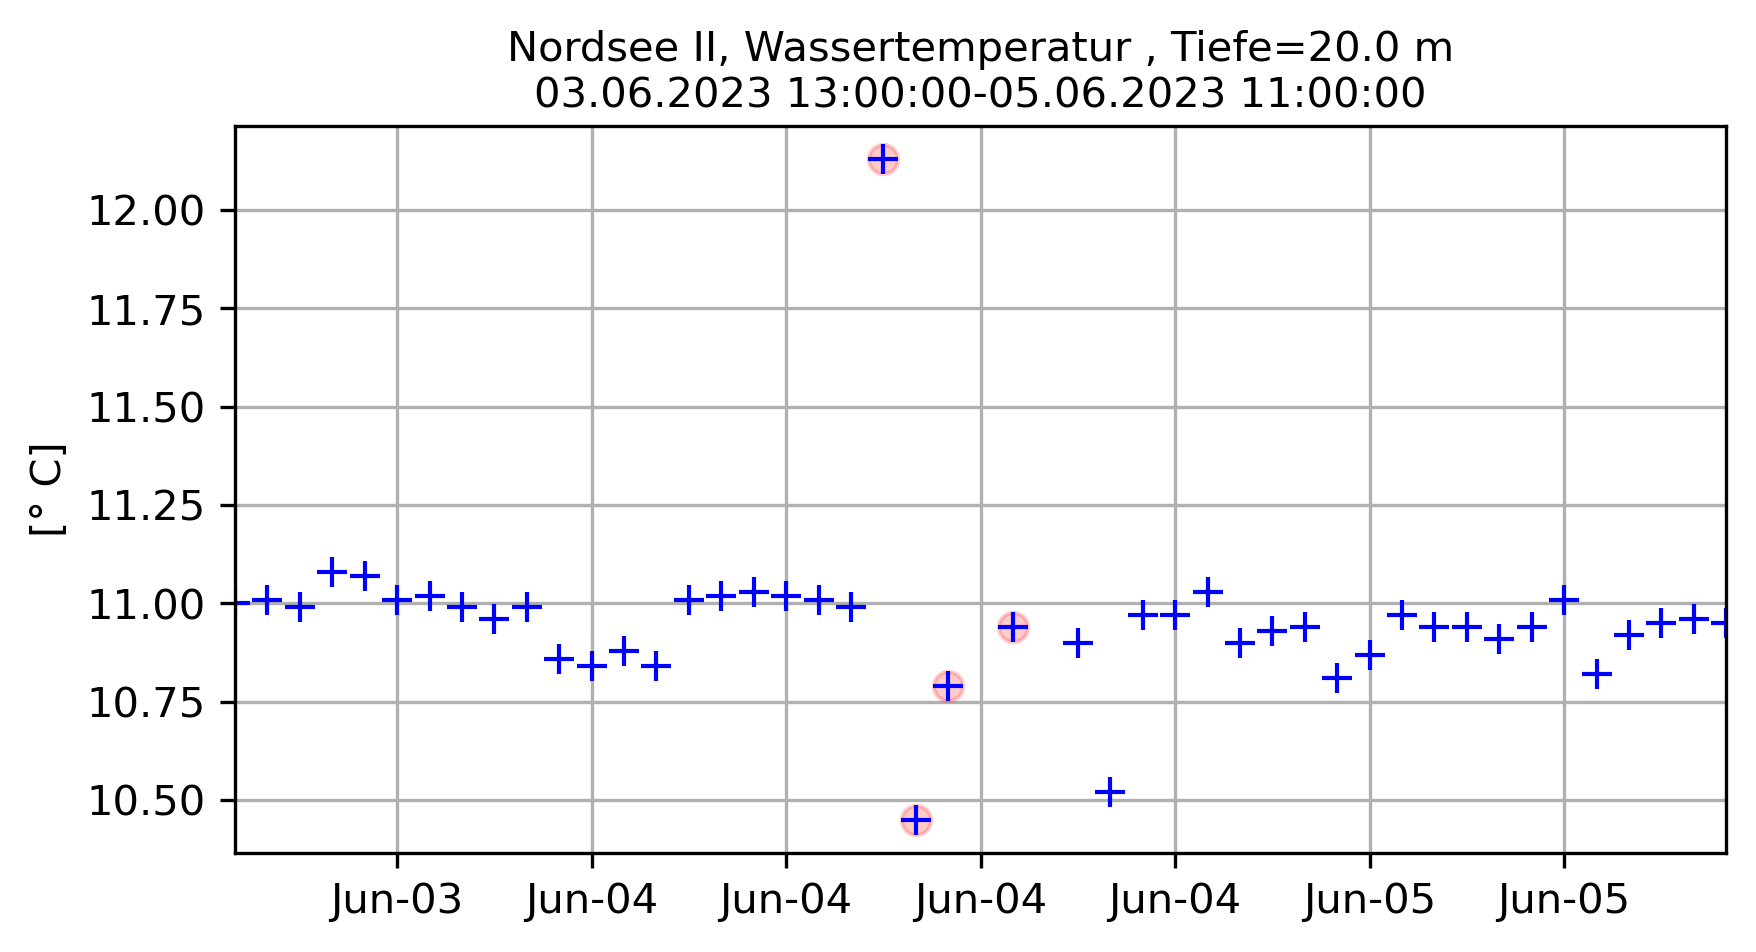 Nordsee II, Wassertemperatur , Tiefe=20.0 m
03.06.2023 13:00:00-05.06.2023 11:00:00
[° C]
12.00
11.75
11.50
11.25
11.00
10.75
10.50
Jun-03 Jun-04 Jun-04 Jun-04 Jun-04 Jun-05 Jun-05